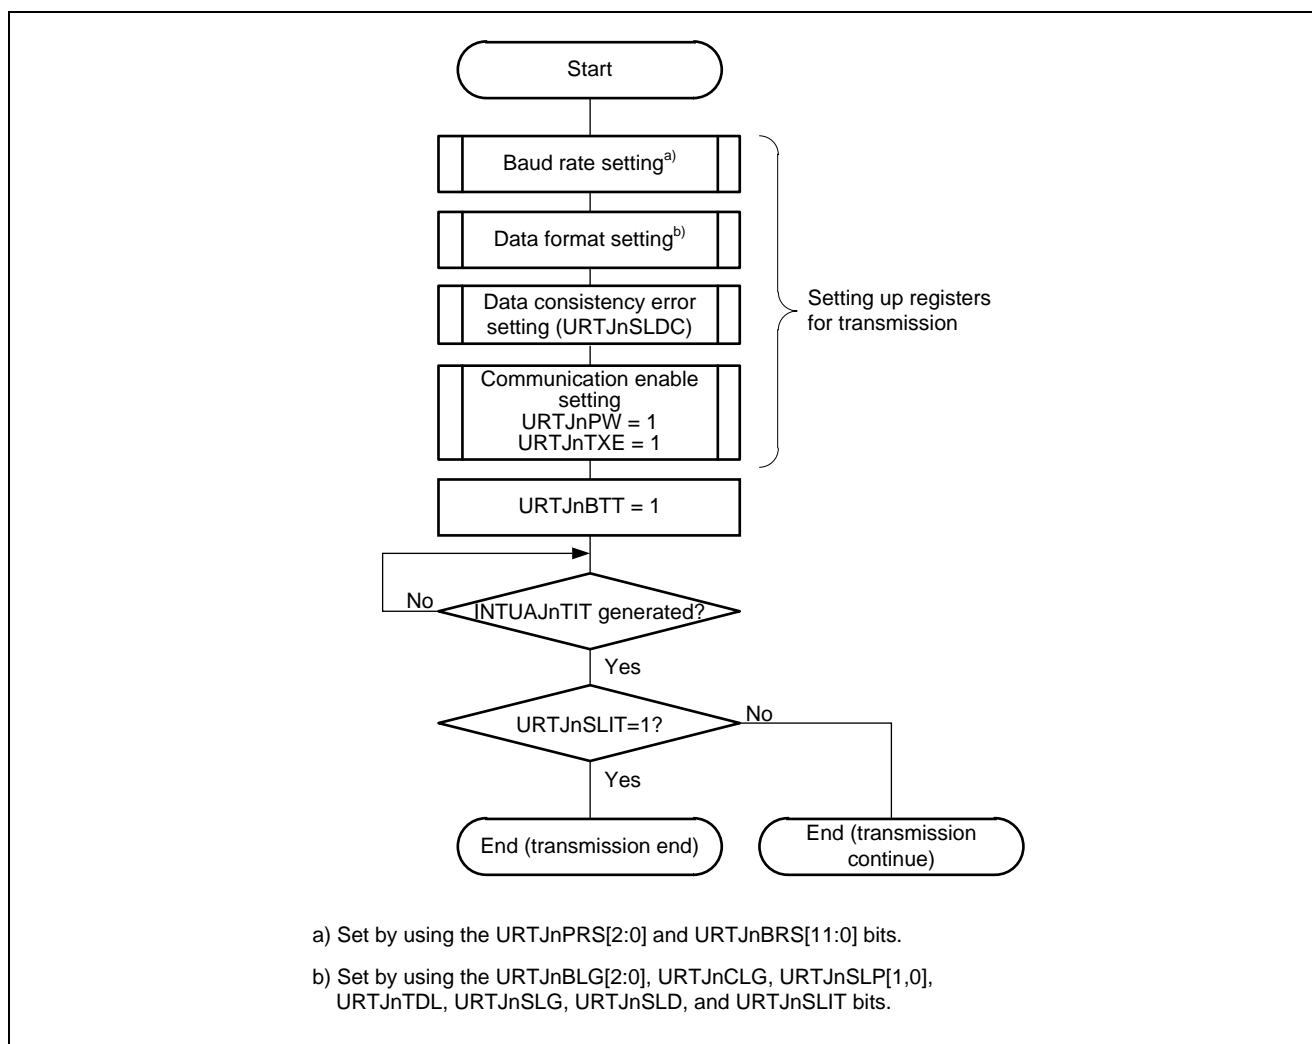 Start
Baud rate setting a)
Data format setting b)
Data consistency error
setting (URTJnSLDC)
Communication enable
setting
URTJnPW = 1
URTJnTXE = 1
Setting up registers
for transmission
URTJnBTT = 1
No
INTUAJnTIT generated?
Yes
URTJnSLIT=1?
No
Yes
End (transmission end)
End (transmission
continue)
a) Set by using the URTJnPRS[2:0] and URTJnBRS[11:0] bits.
b) Set by using the URTJnBLG[2:0], URTJnCLG, URTJnSLP[1,0],
URTJnTDL, URTJnSLG, URTJnSLD, and URTJnSLIT bits.